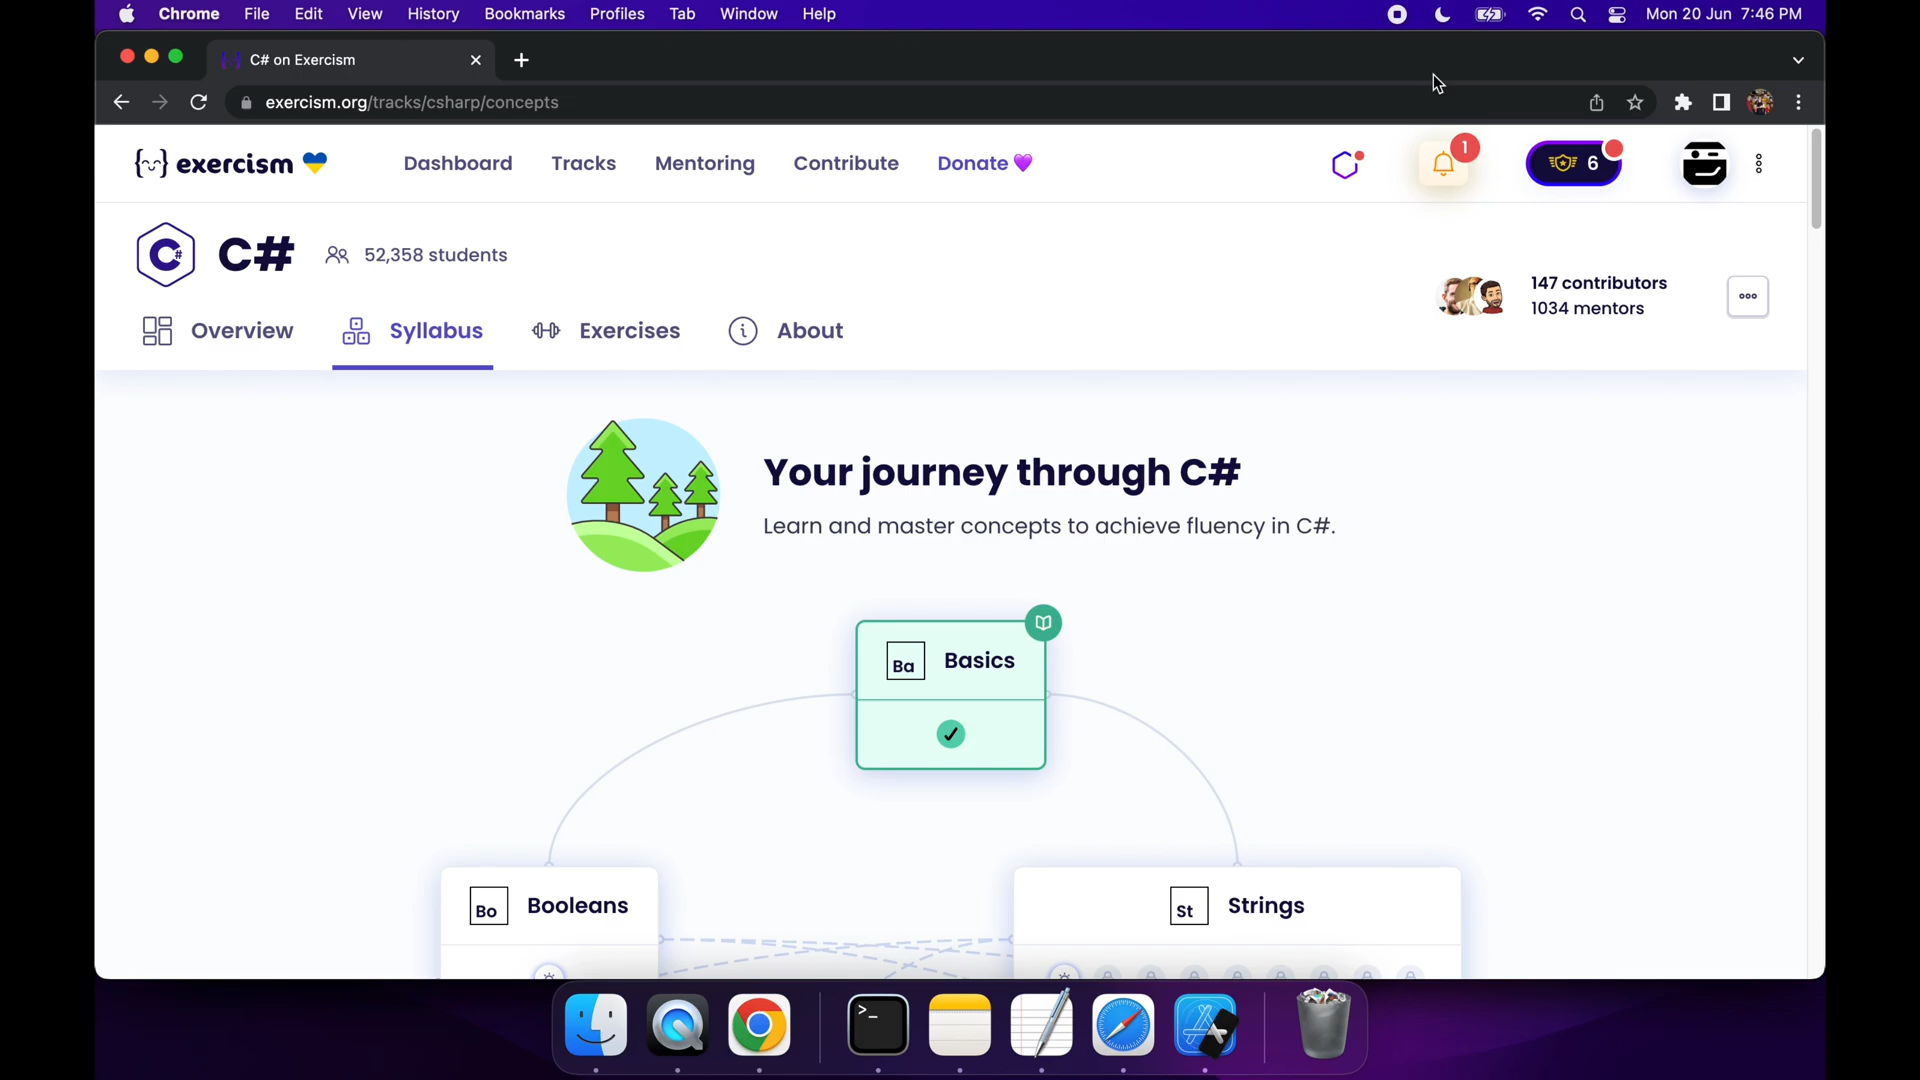 Chrome File Edit View History Bookmarks Profiles Tab Window Help Mon 20 Jun 7:46 PM
C# on Exercism
exercism.org/tracks/csharp/concepts
exercism Dashboard Tracks Mentoring Contribute Donate 1 6
C# 52,358 students
147 contributors
1034 mentors
Overview Syllabus Exercises About
Your journey through C#
Learn and master concepts to achieve fluency in C#.
Ba Basics
Bo Booleans
St Strings